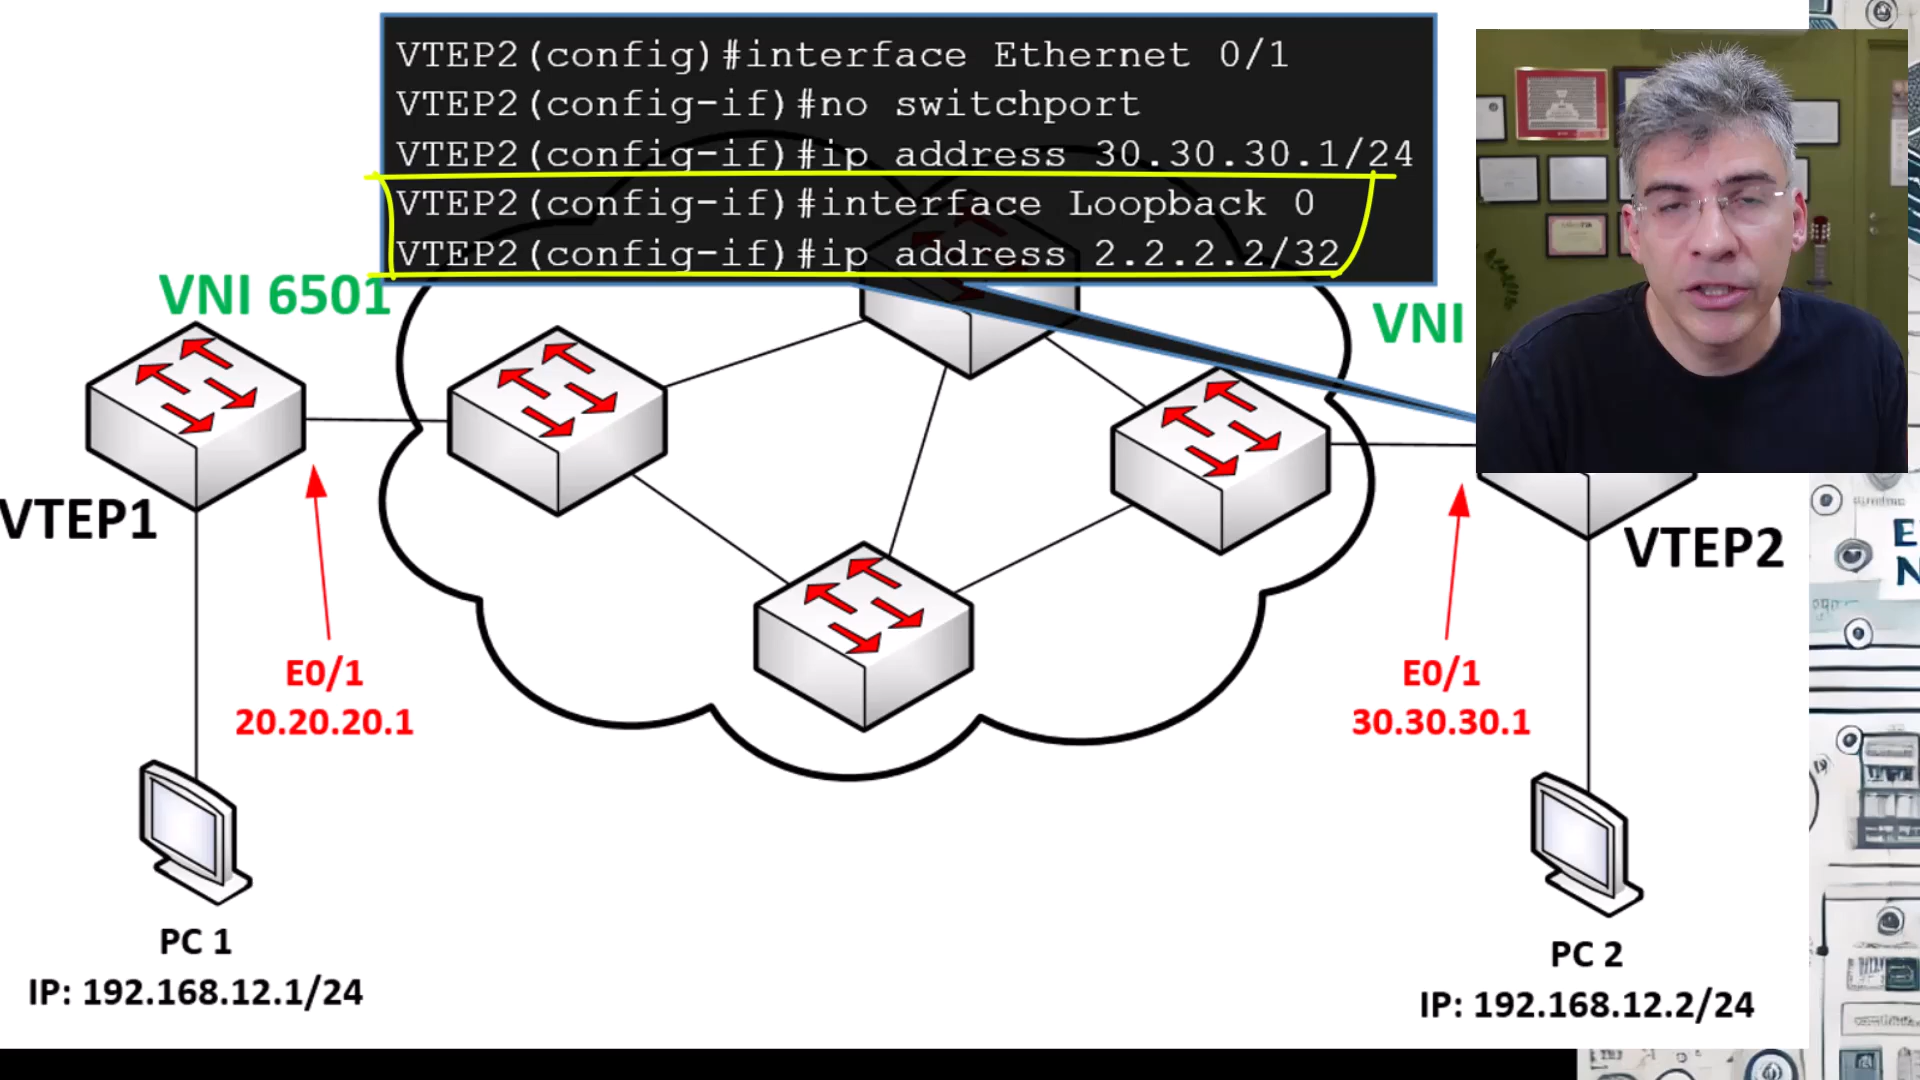 VTEP2(config)#interface Ethernet 0/1
VTEP2(config-if)#no switchport
VTEP2(config-if)#ip address 30.30.30.1/24
VTEP2(config-if)#interface Loopback 0
VTEP2(config-if)#ip address 2.2.2.2/32
VNI 6501
VNI
VTEP1
VTEP2
E0/1
20.20.20.1
E0/1
30.30.30.1
PC 1
IP: 192.168.12.1/24
PC 2
IP: 192.168.12.2/24
E
N